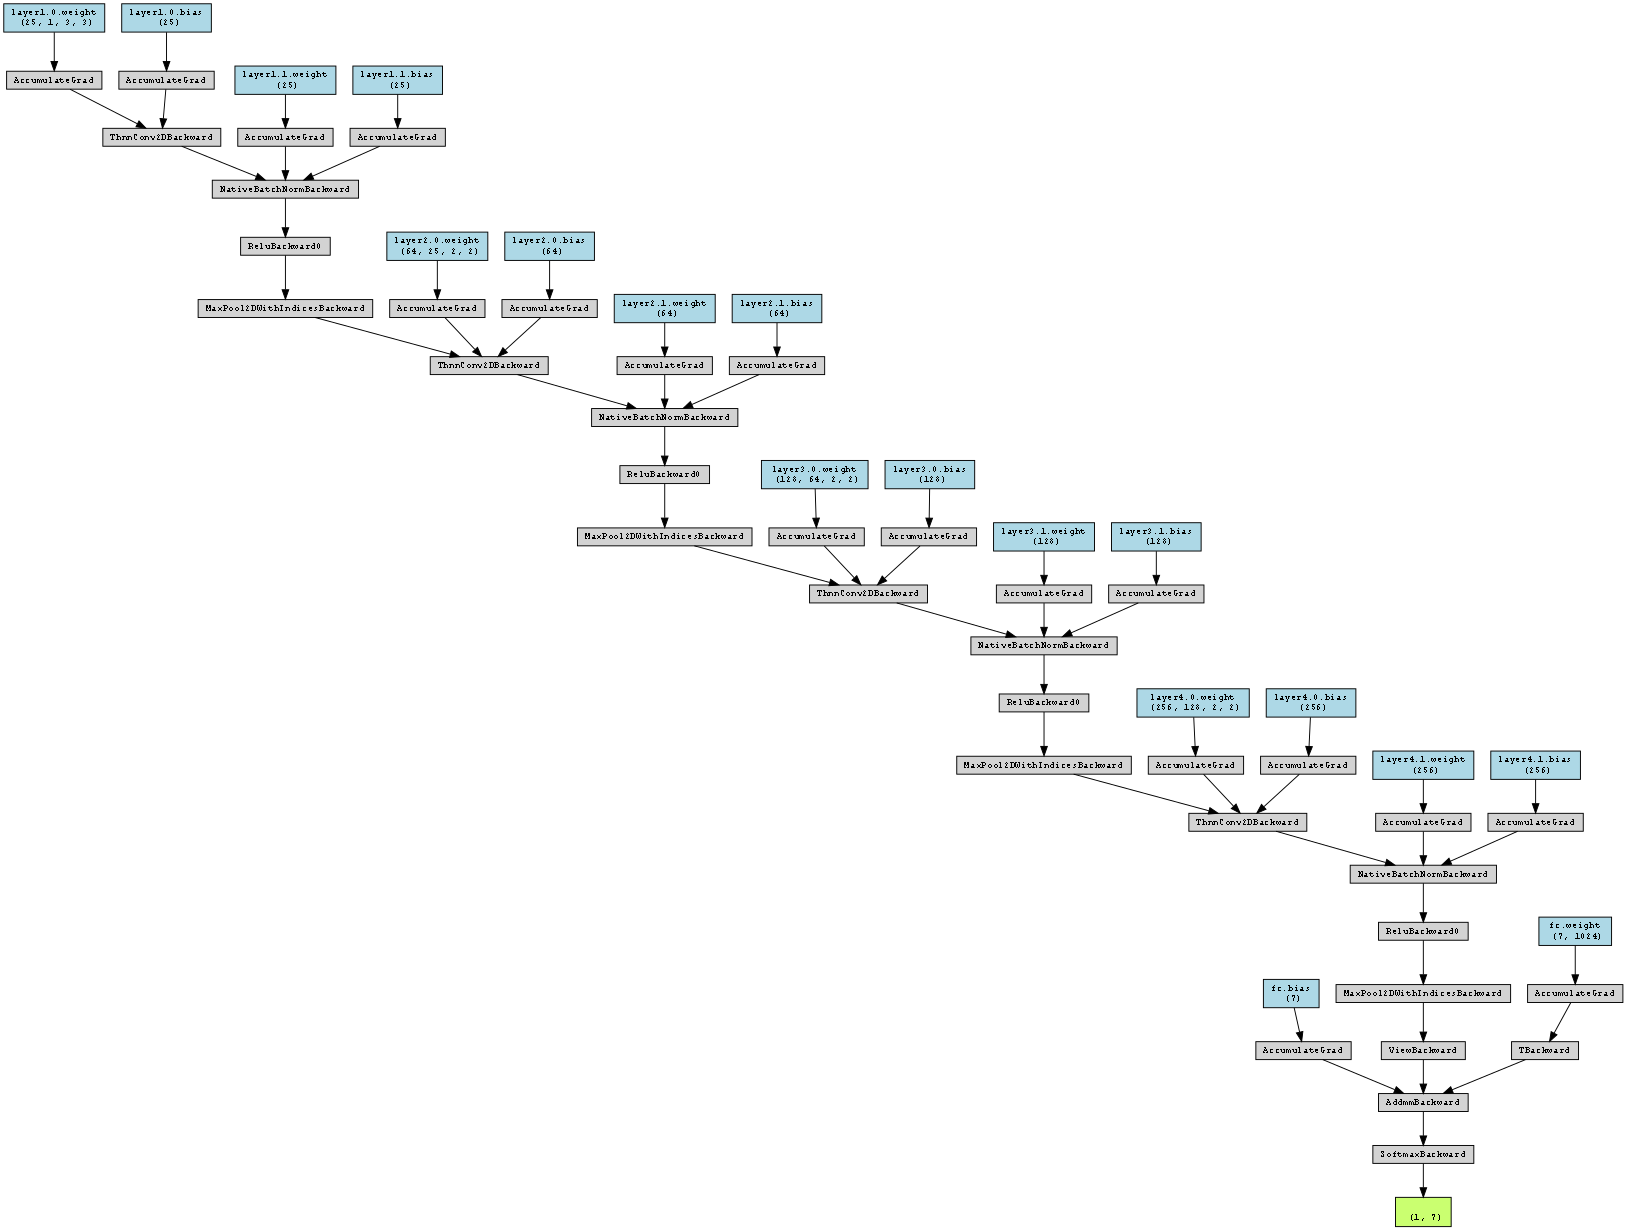 layer1.0.weight
(25, 1, 3, 3)
layer1.0.bias
(25)
AccumulateGrad
AccumulateGrad
layer1.1.weight
(25)
layer1.1.bias
(25)
ThnnConv2DBackward
AccumulateGrad
AccumulateGrad
NativeBatchNormBackward
ReluBackward0
layer2.0.weight
(64, 25, 2, 2)
layer2.0.bias
(64)
MaxPool2DWithIndicesBackward
AccumulateGrad
AccumulateGrad
layer2.1.weight
(64)
layer2.1.bias
(64)
ThnnConv2DBackward
AccumulateGrad
AccumulateGrad
NativeBatchNormBackward
ReluBackward0
layer3.0.weight
(128, 64, 2, 2)
layer3.0.bias
(128)
MaxPool2DWithIndicesBackward
AccumulateGrad
AccumulateGrad
layer3.1.weight
(128)
layer3.1.bias
(128)
ThnnConv2DBackward
AccumulateGrad
AccumulateGrad
NativeBatchNormBackward
ReluBackward0
layer4.0.weight
(256, 128, 2, 2)
layer4.0.bias
(256)
MaxPool2DWithIndicesBackward
AccumulateGrad
AccumulateGrad
layer4.1.weight
(256)
layer4.1.bias
(256)
ThnnConv2DBackward
AccumulateGrad
AccumulateGrad
NativeBatchNormBackward
ReluBackward0
fc.weight
(7, 1024)
fc.bias
(7)
MaxPool2DWithIndicesBackward
AccumulateGrad
AccumulateGrad
ViewBackward
TBackward
AddmmBackward
SoftmaxBackward
(1, 7)